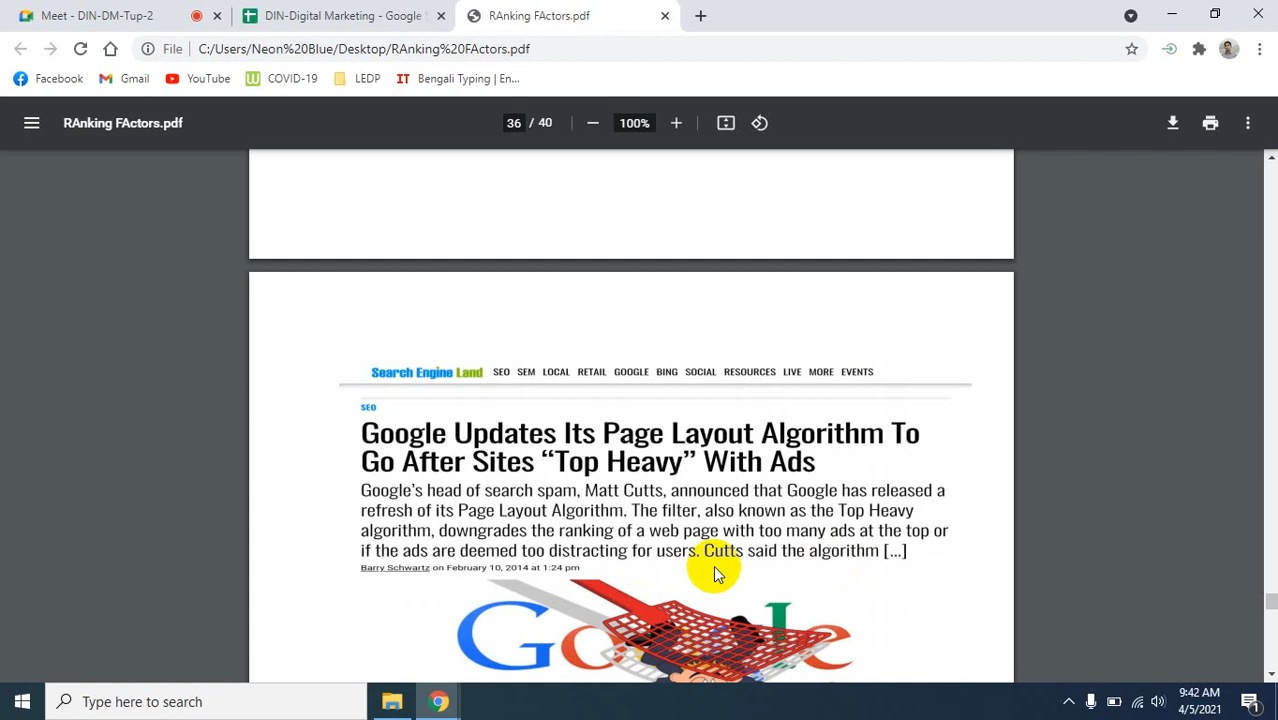 Meet - DIN-DM-Tup-2
DIN-Digital Marketing - Google S
RAnking FActors.pdf
File
C:/Users/Neon%20Blue/Desktop/RAnking%20FActors.pdf
Facebook
Gmail
YouTube
COVID-19
LEDP
IT Bengali Typing | En...
RAnking FActors.pdf
36 / 40
100%
Search Engine Land SEO SEM LOCAL RETAIL GOOGLE BING SOCIAL RESOURCES LIVE MORE EVENTS
SEO
Google Updates Its Page Layout Algorithm To
Go After Sites “Top Heavy” With Ads
Google’s head of search spam, Matt Cutts, announced that Google has released a
refresh of its Page Layout Algorithm. The filter, also known as the Top Heavy
algorithm, downgrades the ranking of a web page with too many ads at the top or
if the ads are deemed too distracting for users. Cutts said the algorithm [...]
Barry Schwartz on February 10, 2014 at 1:24 pm
Google
Type here to search
9:42 AM
4/5/2021
1